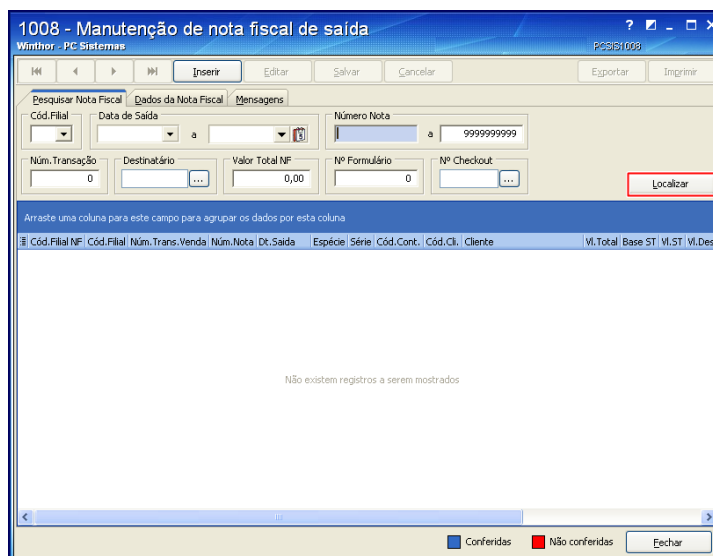 1008 - Manutenção de nota fiscal de saída
Winthor - PC Sistemas
PCSIS1008
Inserir Editar Salvar Cancelar Exportar Imprimir
Pesquisar Nota Fiscal Dados da Nota Fiscal Mensagens
Cód.Filial Data de Saída Número Nota
a a 9999999999
Núm.Transação Destinatário Valor Total NF Nº Formulário Nº Checkout
0 ... 0,00 0 ...
Localizar
Arraste uma coluna para este campo para agrupar os dados por esta coluna
Cód.Filial NF Cód.Filial Núm.Trans.Venda Núm.Nota Dt.Saida Espécie Série Cód.Cont. Cód.Cli. Cliente Vl.Total Base ST Vl.ST Vl.Des
Não existem registros a serem mostrados
Conferidas Não conferidas Fechar